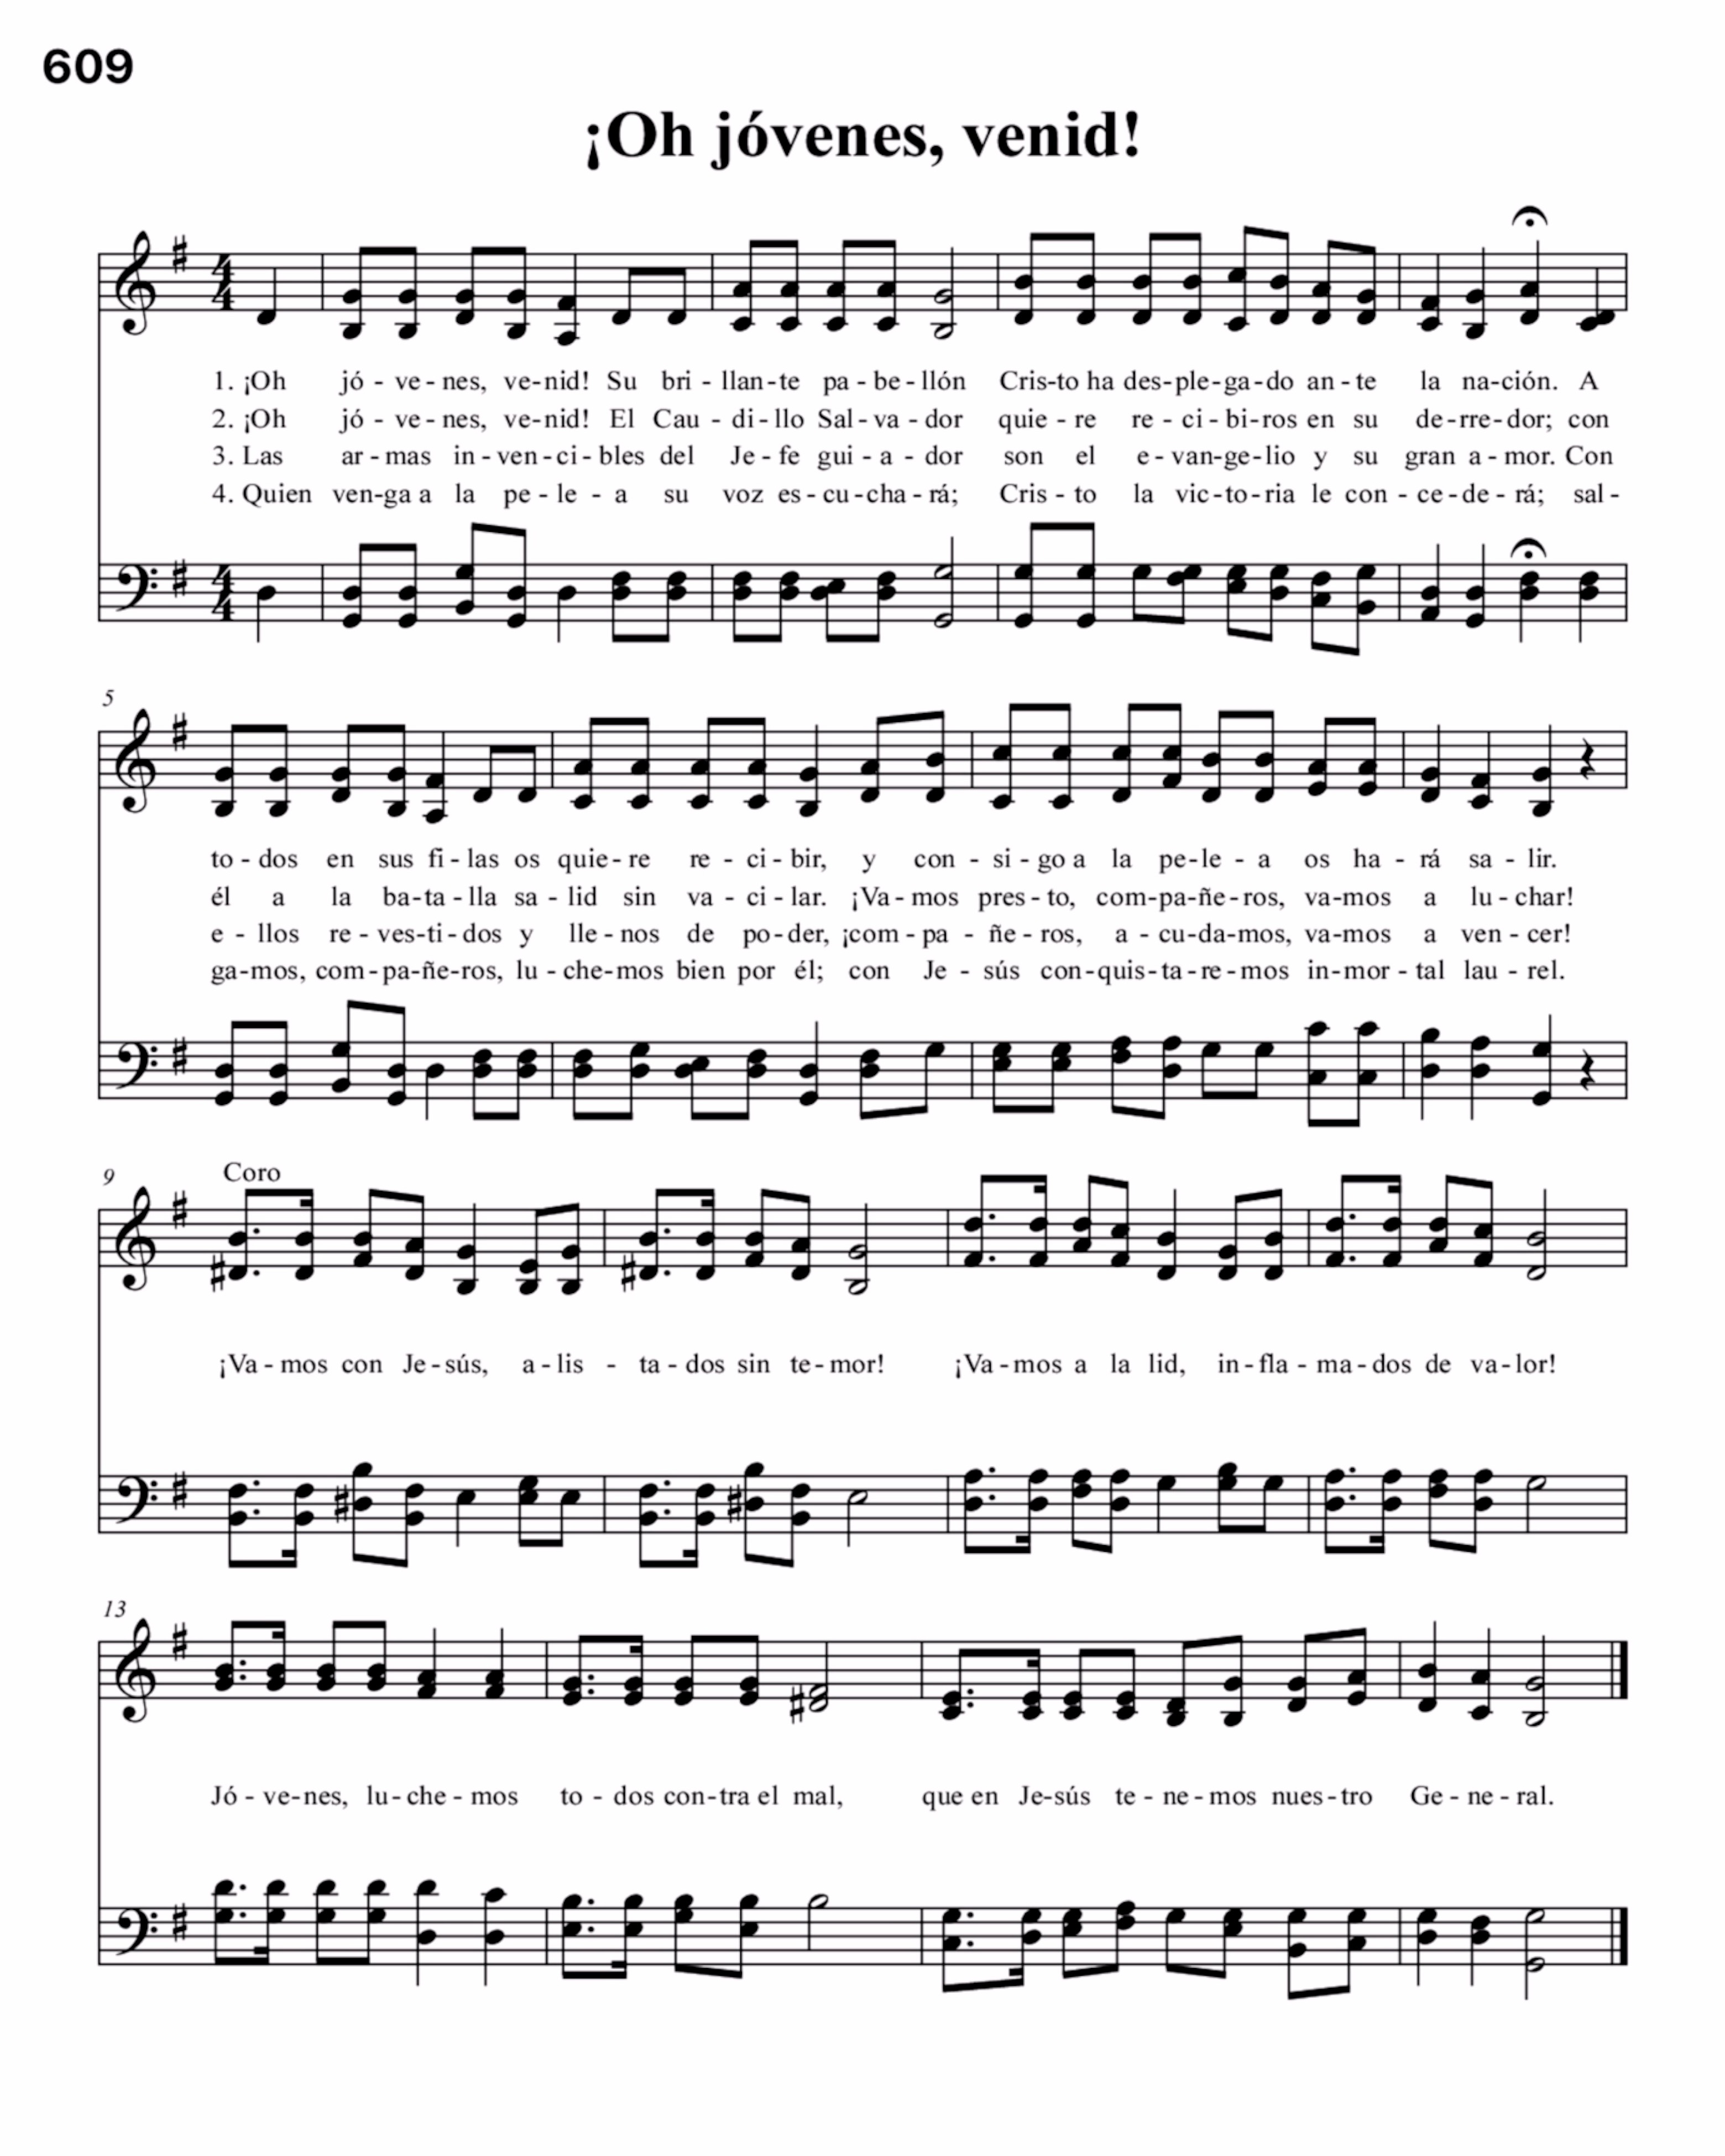 609
¡Oh jóvenes, venid!
1. ¡Oh jó - ve - nes, ve-nid! Su bri - llan-te pa - be - llón Cris-to ha des-ple-ga-do an - te la na-ción. A
2. ¡Oh jó - ve - nes, ve-nid! El Cau - di - llo Sal - va - dor quie - re re - ci - bi-ros en su de-rre-dor; con
3. Las ar - mas in - ven - ci - bles del Je - fe gui - a - dor son el e - van-ge-lio y su gran a - mor. Con
4. Quien ven-ga a la pe - le - a su voz es - cu-cha - rá; Cris - to la vic-to-ria le con - ce-de - rá; sal -
5
to - dos en sus fi - las os quie - re re - ci - bir, y con - si - go a la pe-le - a os ha - rá sa - lir.
él a la ba-ta - lla sa - lid sin va - ci - lar. ¡Va - mos pres - to, com-pa-ñe-ros, va-mos a lu - char!
e - llos re - ves-ti-dos y lle - nos de po-der, ¡com - pa - ñe - ros, a - cu-da-mos, va-mos a ven - cer!
ga-mos, com - pa-ñe-ros, lu - che-mos bien por él; con Je - sús con-quis-ta-re-mos in-mor - tal lau - rel.
9
Coro
¡Va - mos con Je - sús, a - lis - ta - dos sin te - mor! ¡Va - mos a la lid, in - fla - ma - dos de va - lor!
13
Jó - ve-nes, lu - che - mos to - dos con-tra el mal, que en Je-sús te - ne - mos nues - tro Ge - ne - ral.